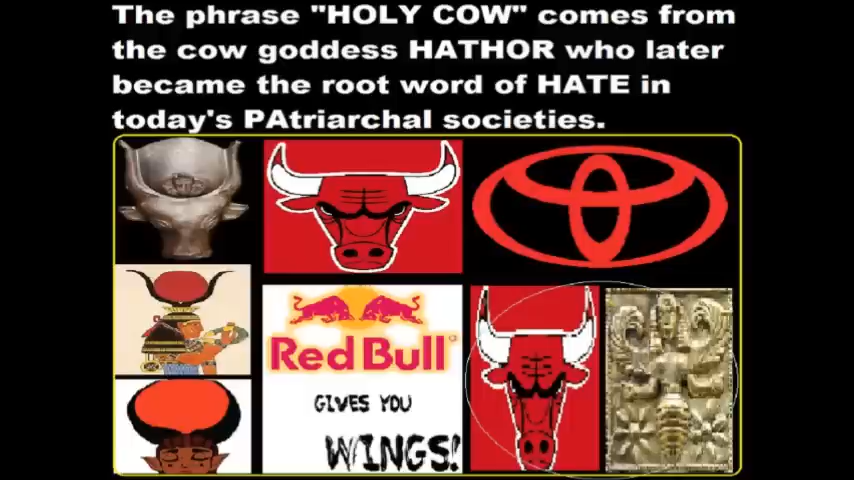 The phrase "HOLY COW" comes from
the cow goddess HATHOR who later
became the root word of HATE in
today's PAtriarchal societies.
Red Bull
GIVES YOU
WINGS!